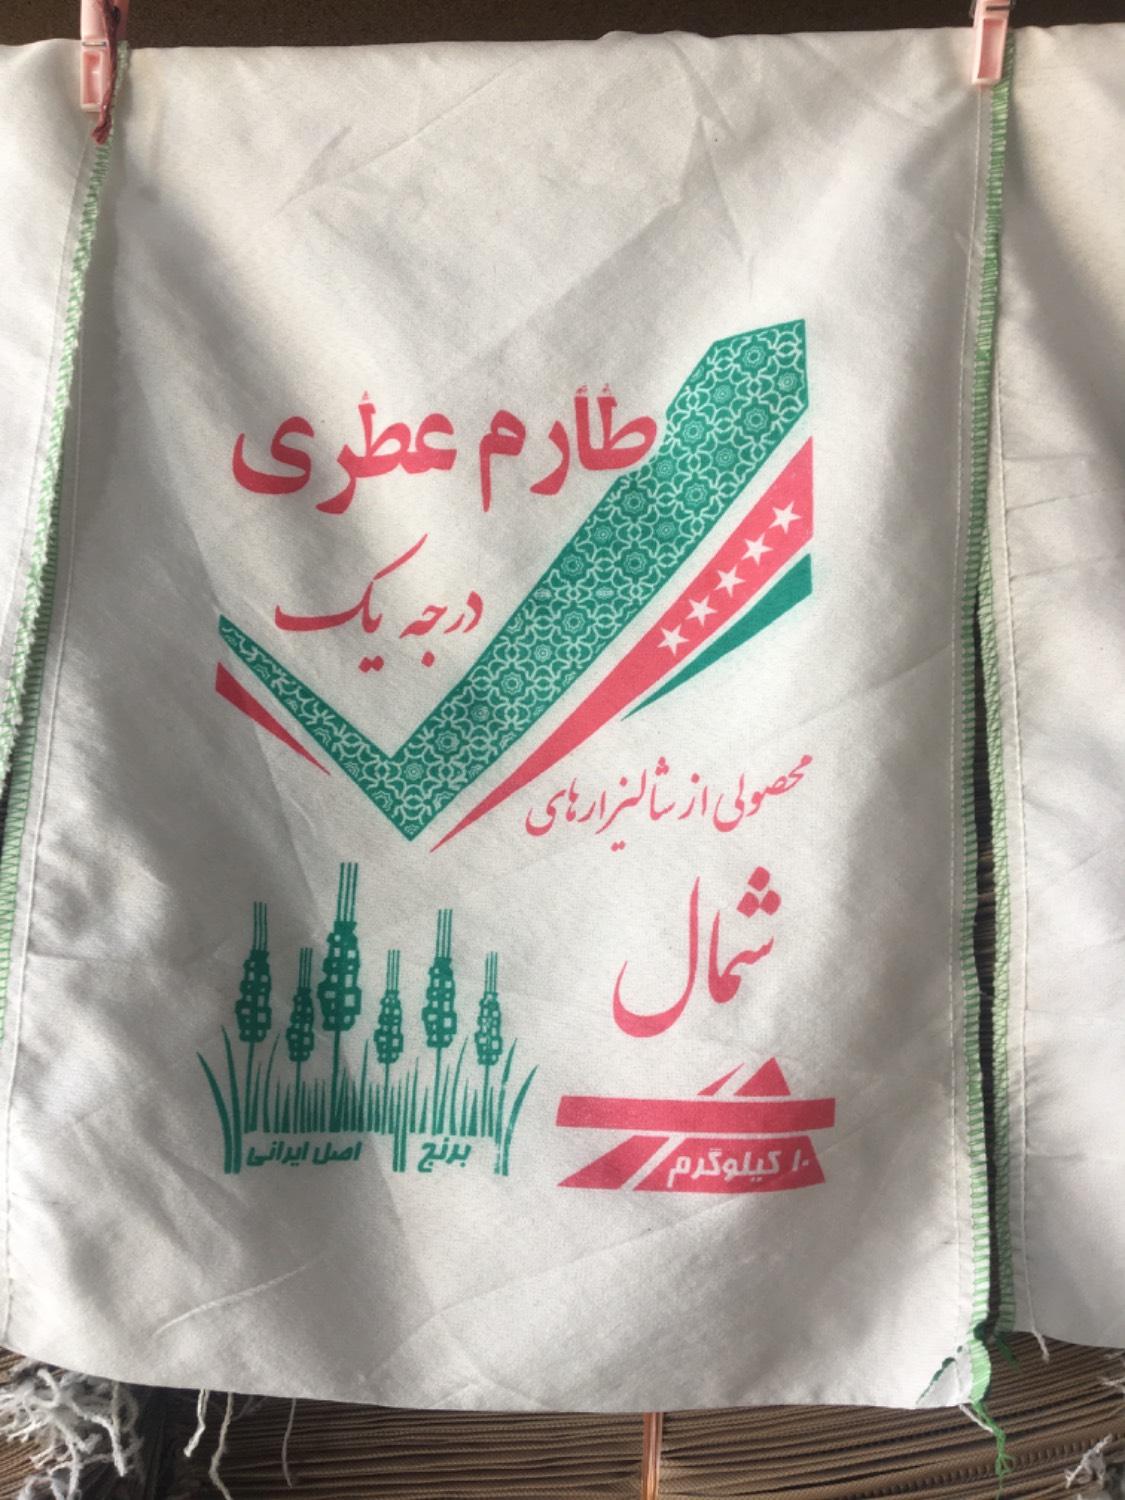 طارم عطری
درجه یک
محصولی از شالیزارهای
شمال
برنج اصل ایرانی
۱۰ کیلوگرم